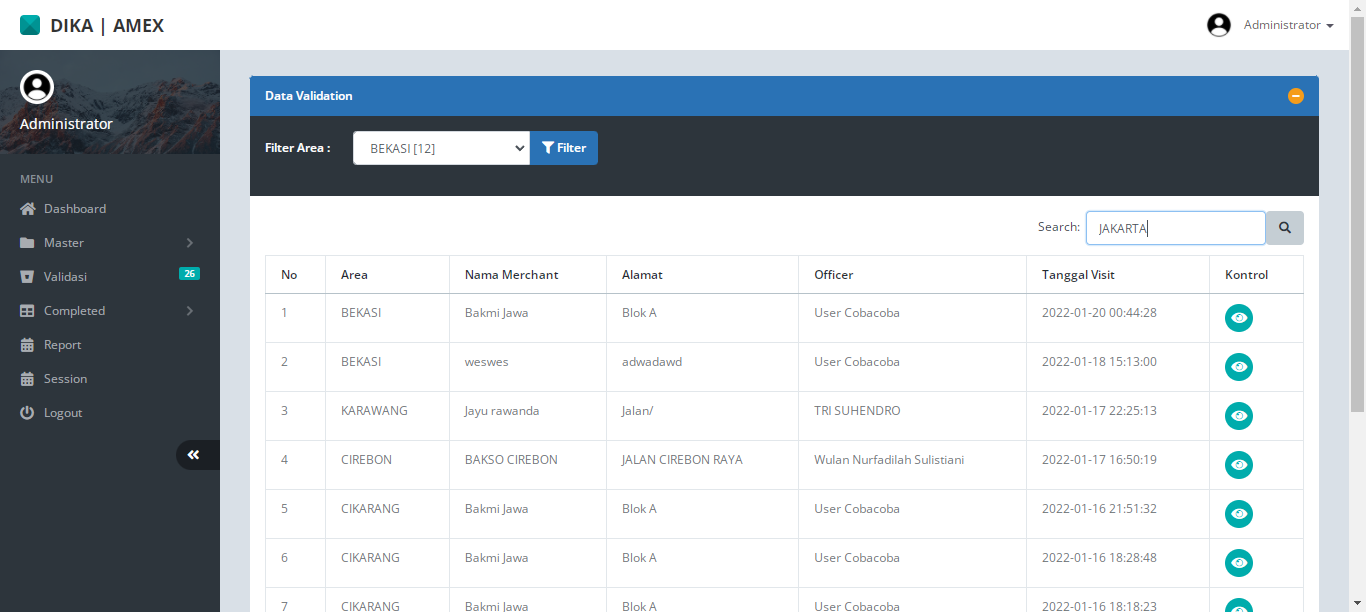 DIKA | AMEX
Administrator
Administrator
MENU
Dashboard
Master
Validasi 26
Completed
Report
Session
Logout
Data Validation
Filter Area : BEKASI [12] Filter
Search: JAKARTA
No Area Nama Merchant Alamat Officer Tanggal Visit Kontrol
1 BEKASI Bakmi Jawa Blok A User Cobacoba 2022-01-20 00:44:28
2 BEKASI weswes adwadawd User Cobacoba 2022-01-18 15:13:00
3 KARAWANG Jayu rawanda Jalan/ TRI SUHENDRO 2022-01-17 22:25:13
4 CIREBON BAKSO CIREBON JALAN CIREBON RAYA Wulan Nurfadilah Sulistiani 2022-01-17 16:50:19
5 CIKARANG Bakmi Jawa Blok A User Cobacoba 2022-01-16 21:51:32
6 CIKARANG Bakmi Jawa Blok A User Cobacoba 2022-01-16 18:28:48
7 CIKARANG Bakmi Jawa Blok A User Cobacoba 2022-01-16 18:18:23